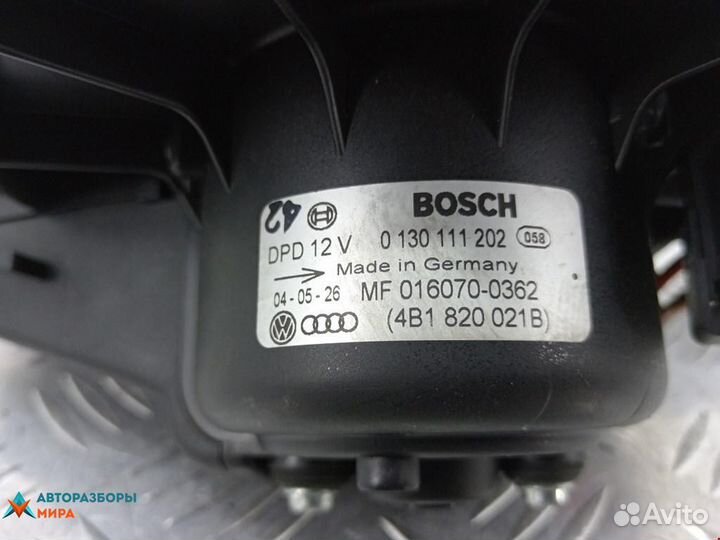 42 BOSCH
DPD 12 V 0 130 111 202 058
Made in Germany
04-05-26 MF 016070-0362
(4B1 820 021B)
АВТОРАЗБОРЫ
МИРА
Avito